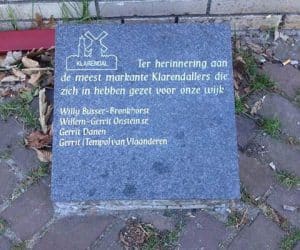 KLARENDAL
Ter herinnering aan
de meest markante Klarendallers die
zich in hebben gezet voor onze wijk
Willy Busser-Bronkhorst
Willem-Gerrit Onstein sr
Gerrit Danen
Gerrit (Tempo) van Vlaanderen